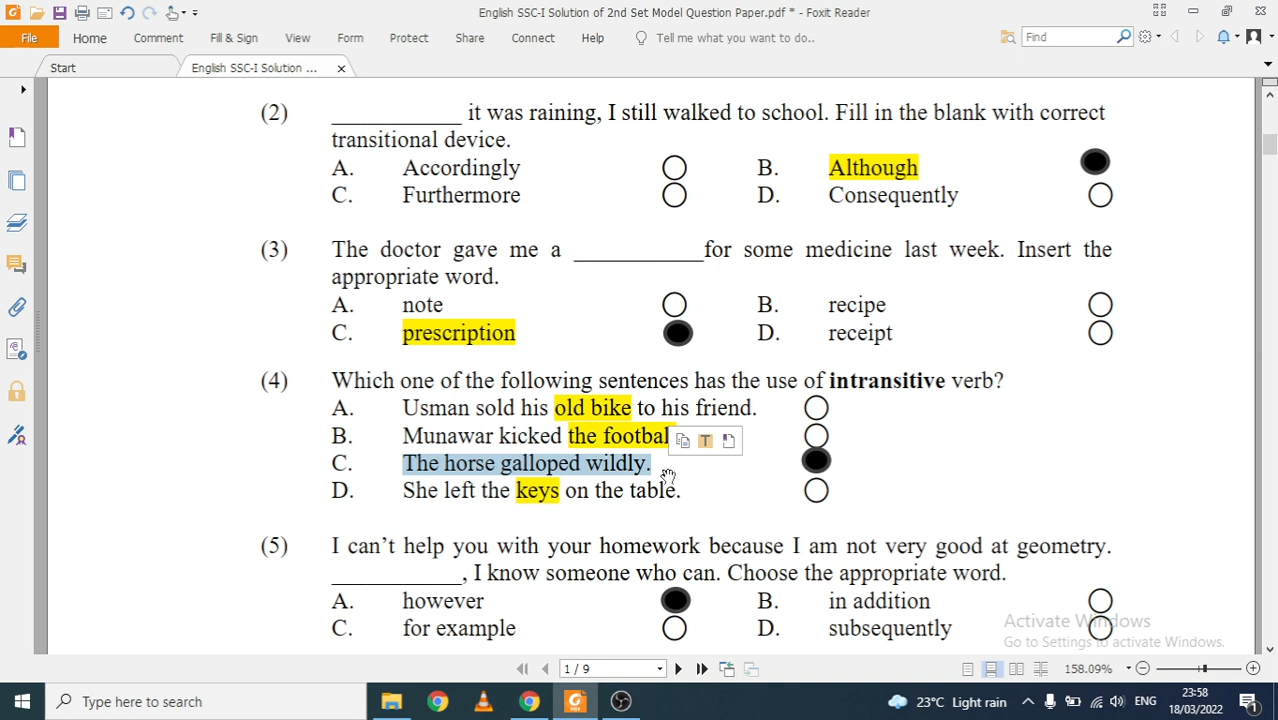 English SSC-I Solution of 2nd Set Model Question Paper.pdf * - Foxit Reader
File Home Comment Fill & Sign View Form Protect Share Connect Help Tell me what you want to do.. Find
Start English SSC-I Solution ... ×
(2) ____________ it was raining, I still walked to school. Fill in the blank with correct
transitional device.
A. Accordingly B. Although
C. Furthermore D. Consequently
(3) The doctor gave me a ____________for some medicine last week. Insert the
appropriate word.
A. note B. recipe
C. prescription D. receipt
(4) Which one of the following sentences has the use of intransitive verb?
A. Usman sold his old bike to his friend.
B. Munawar kicked the footbal
C. The horse galloped wildly.
D. She left the keys on the table.
(5) I can't help you with your homework because I am not very good at geometry.
____________, I know someone who can. Choose the appropriate word.
A. however B. in addition
C. for example D. subsequently
Activate Windows
Go to Settings to activate Windows.
1 / 9 158.09%
Type here to search 23°C Light rain ENG 23:58
18/03/2022 1